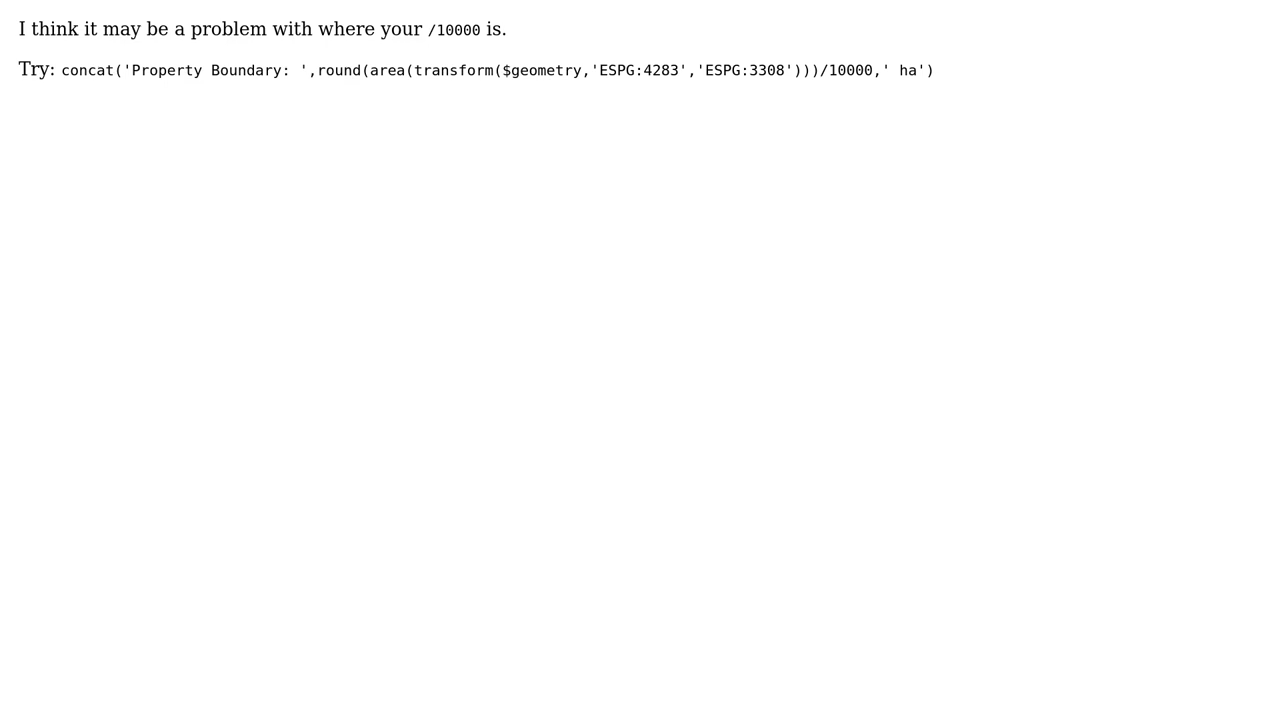 I think it may be a problem with where your /10000 is.
Try: concat('Property Boundary: ',round(area(transform($geometry,'ESPG:4283','ESPG:3308')))/10000,' ha')